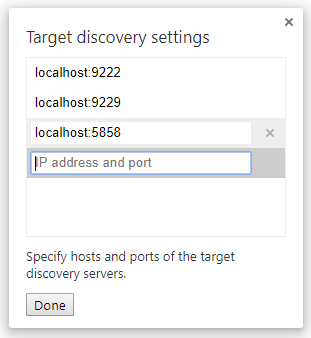 Target discovery settings
localhost:9222
localhost:9229
localhost:5858
IP address and port
Specify hosts and ports of the target
discovery servers.
Done